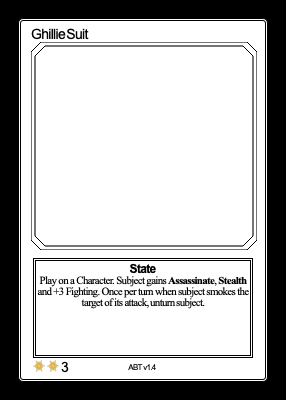 Ghillie Suit
State
Play on a Character. Subject gains Assassinate, Stealth
and +3 Fighting. Once per turn when subject smokes the
target of its attack, unturn subject.
3
ABT v1.4